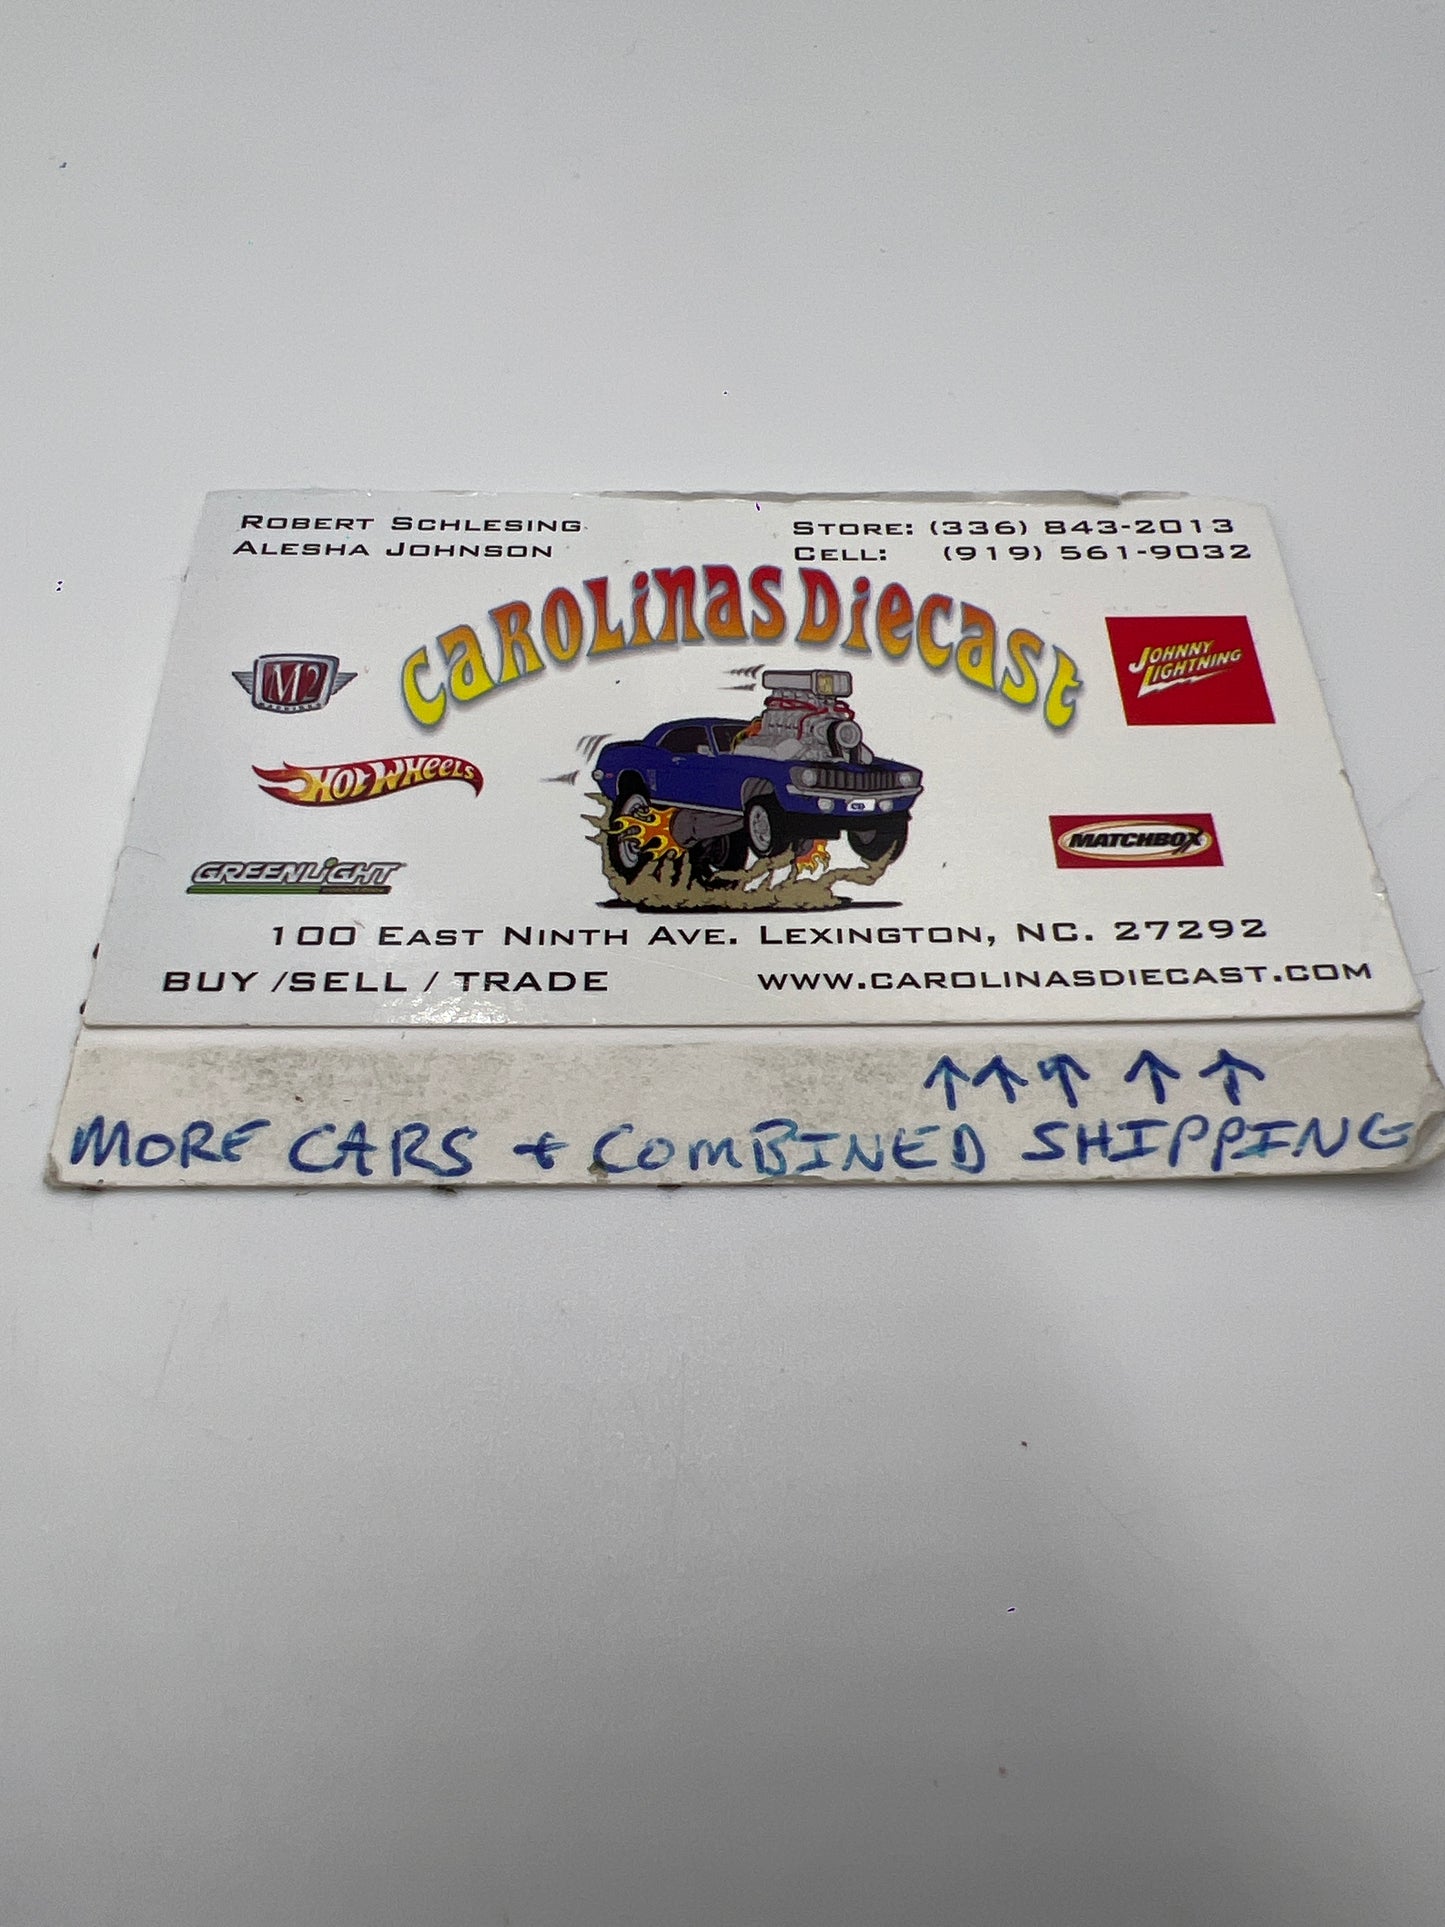 ROBERT SCHLESING
ALESHA JOHNSON
STORE: (336) 843-2013
CELL: (919) 561-9032
CAROLINAS DIECAST
M2
MACHINES
JOHNNY
LIGHTNING
HOT WHEELS
MATCHBOX
GREENLIGHT
100 EAST NINTH AVE. LEXINGTON, NC. 27292
BUY /SELL / TRADE
WWW.CAROLINASDIECAST.COM
↑ ↑ ↑ ↑ ↑
MORE CARS + COMBINED SHIPPING